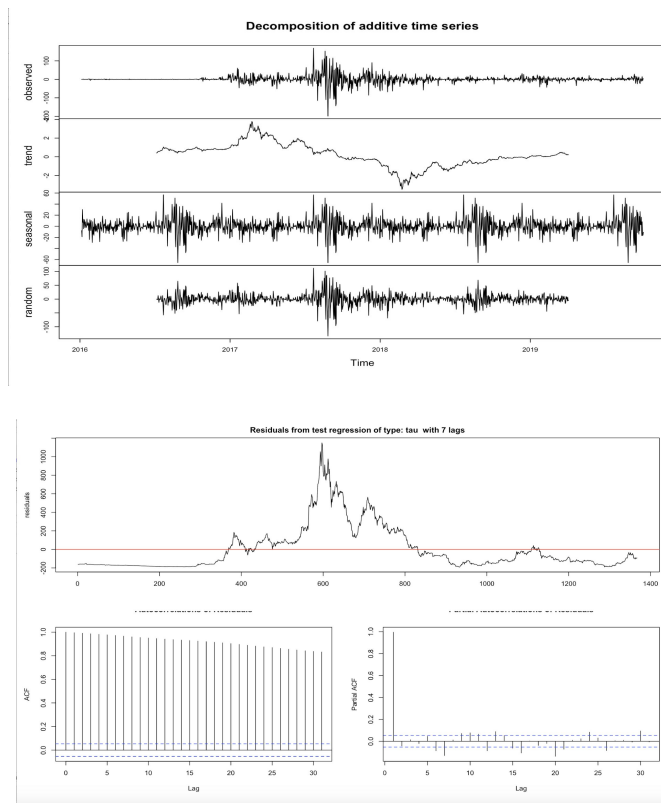 Decomposition of additive time series
observed
-200 -100 0 100
trend
-2 0 2 4
seasonal
-60 -20 0 20 60
random
-100 0 50 100
2016 2017 2018 2019
Time
Residuals from test regression of type: tau with 7 lags
residuals
-200 0 200 400 600 800 1000
0 200 400 600 800 1000 1200 1400
ACF
0.0 0.2 0.4 0.6 0.8 1.0
0 5 10 15 20 25 30
Lag
Partial ACF
0.0 0.2 0.4 0.6 0.8 1.0
0 5 10 15 20 25 30
Lag